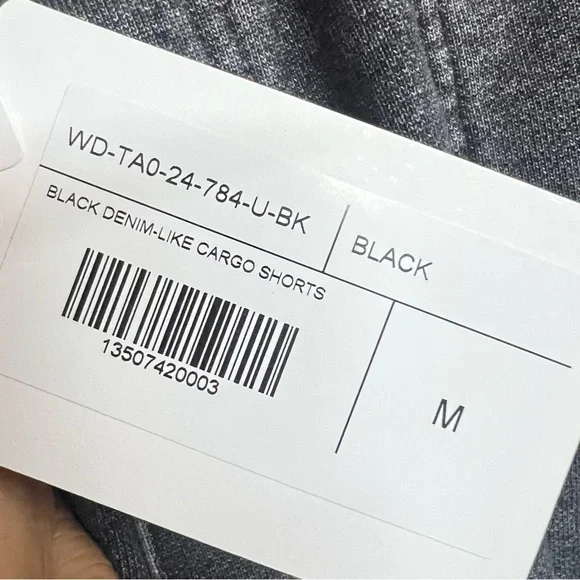 WD-TA0-24-784-U-BK
BLACK
BLACK DENIM-LIKE CARGO SHORTS
13507420003
M